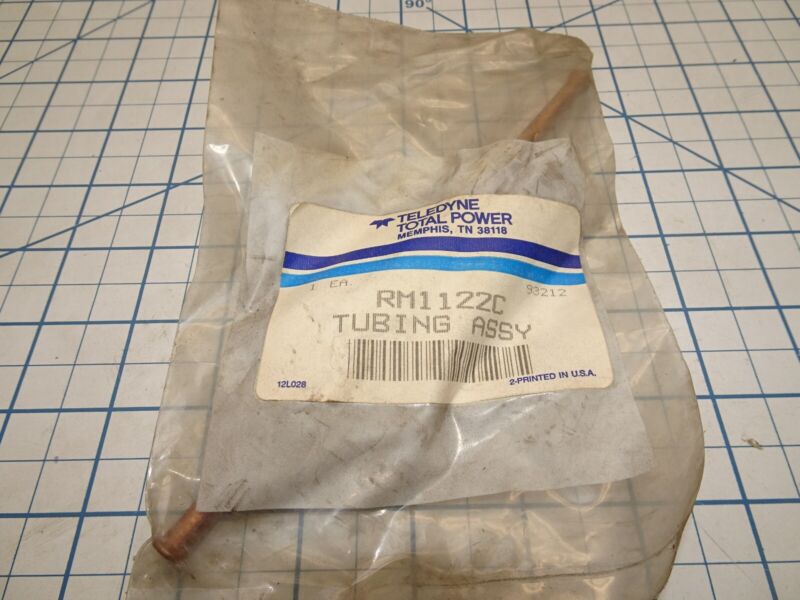 90°
TELEDYNE
TOTAL POWER
MEMPHIS, TN 38118
1 EA. 93212
RM1122C
TUBING ASSY
12L028 2-PRINTED IN U.S.A.